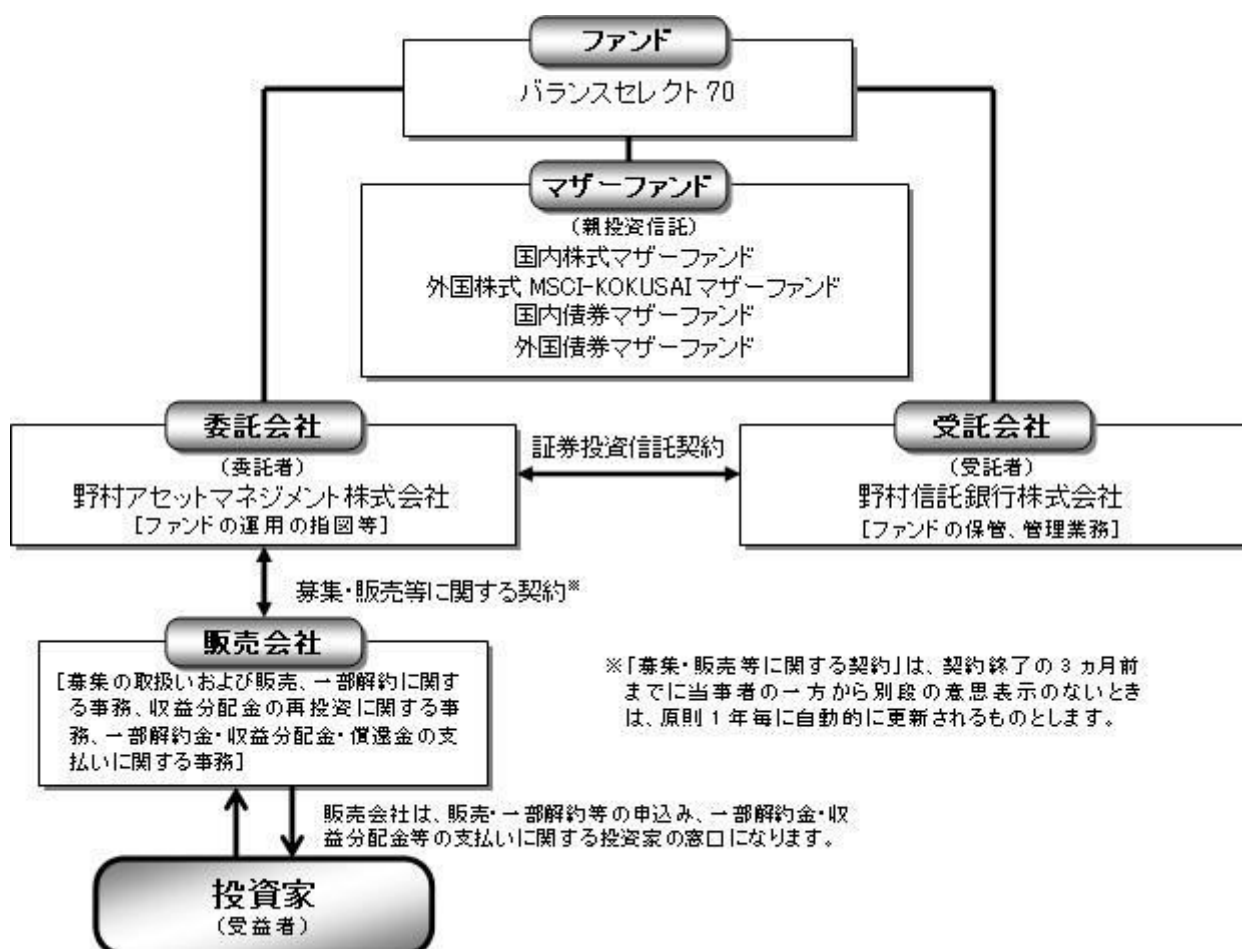 ファンド
バランスセレクト70
マザーファンド
(親投資信託)
国内株式マザーファンド
外国株式 MSCI-KOKUSAI マザーファンド
国内債券マザーファンド
外国債券マザーファンド
委託会社
(委託者)
野村アセットマネジメント株式会社
[ファンドの運用の指図等]
証券投資信託契約
受託会社
(受託者)
野村信託銀行株式会社
[ファンドの保管、管理業務]
募集・販売等に関する契約※
販売会社
[募集の取扱いおよび販売、一部解約に関す
る事務、収益分配金の再投資に関する事
務、一部解約金・収益分配金・償還金の支
払いに関する事務]
※「募集・販売等に関する契約」は、契約終了の3ヵ月前
までに当事者の一方から別段の意思表示のないとき
は、原則1年毎に自動的に更新されるものとします。
販売会社は、販売・一部解約等の申込み、一部解約金・収
益分配金等の支払いに関する投資家の窓口になります。
投資家
(受益者)